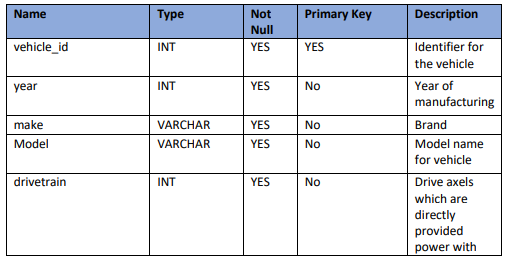 Name Type Not Null Primary Key Description
vehicle_id INT YES YES Identifier for
the vehicle
year INT YES No Year of
manufacturing
make VARCHAR YES No Brand
Model VARCHAR YES No Model name
for vehicle
drivetrain INT YES No Drive axels
which are
directly
provided
power with